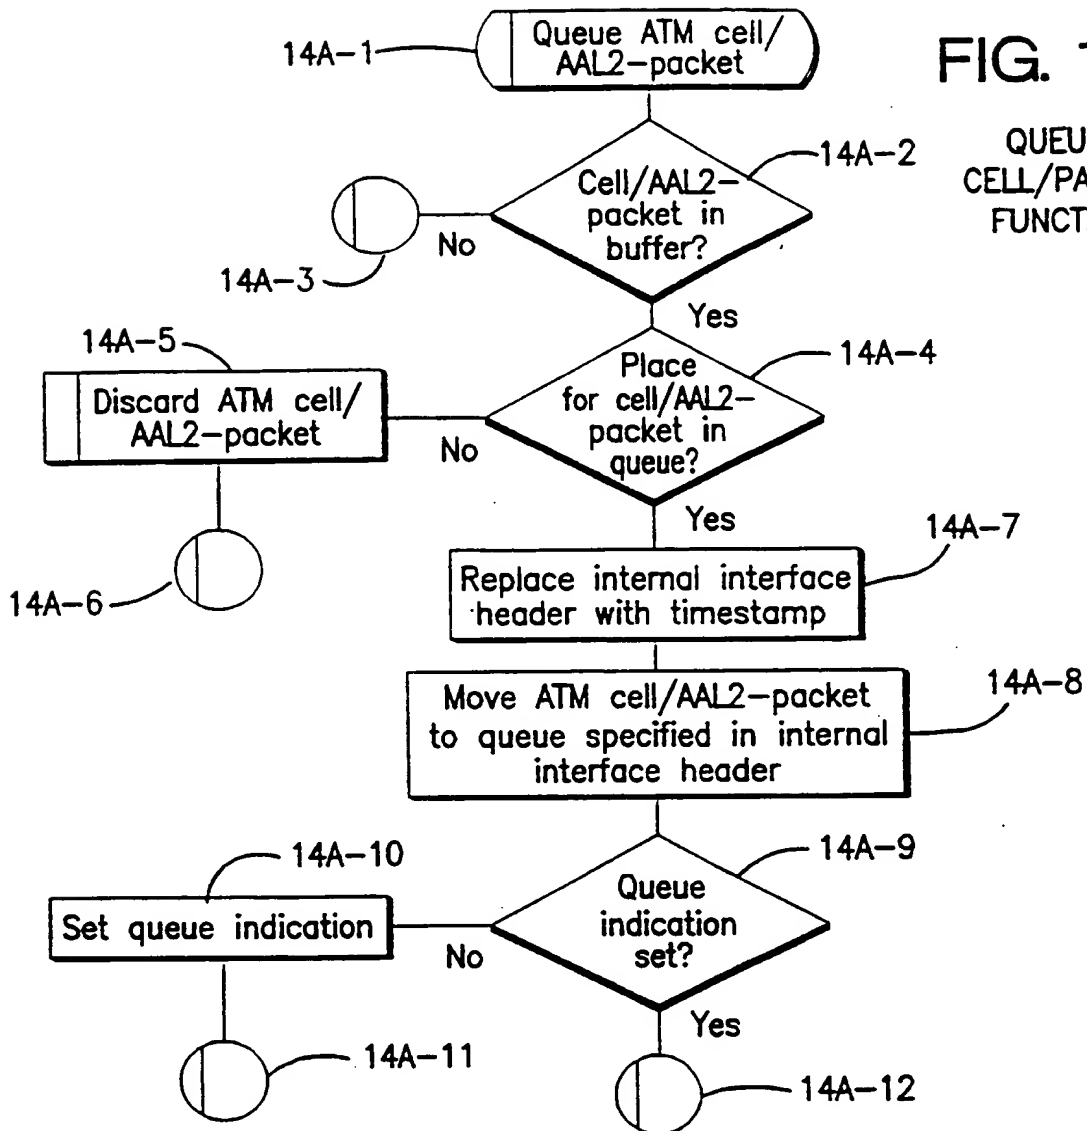 14A-1
Queue ATM cell/
AAL2-packet
FIG.
14A-2
Cell/AAL2-
packet in
buffer?
No
14A-3
Yes
14A-5
Discard ATM cell/
AAL2-packet
14A-4
Place
for cell/AAL2-
packet in
queue?
No
Yes
14A-6
14A-7
Replace internal interface
header with timestamp
14A-8
Move ATM cell/AAL2-packet
to queue specified in internal
interface header
14A-10
Set queue indication
14A-9
Queue
indication
set?
No
Yes
14A-11
14A-12
QUEU
CELL/PA
FUNCT